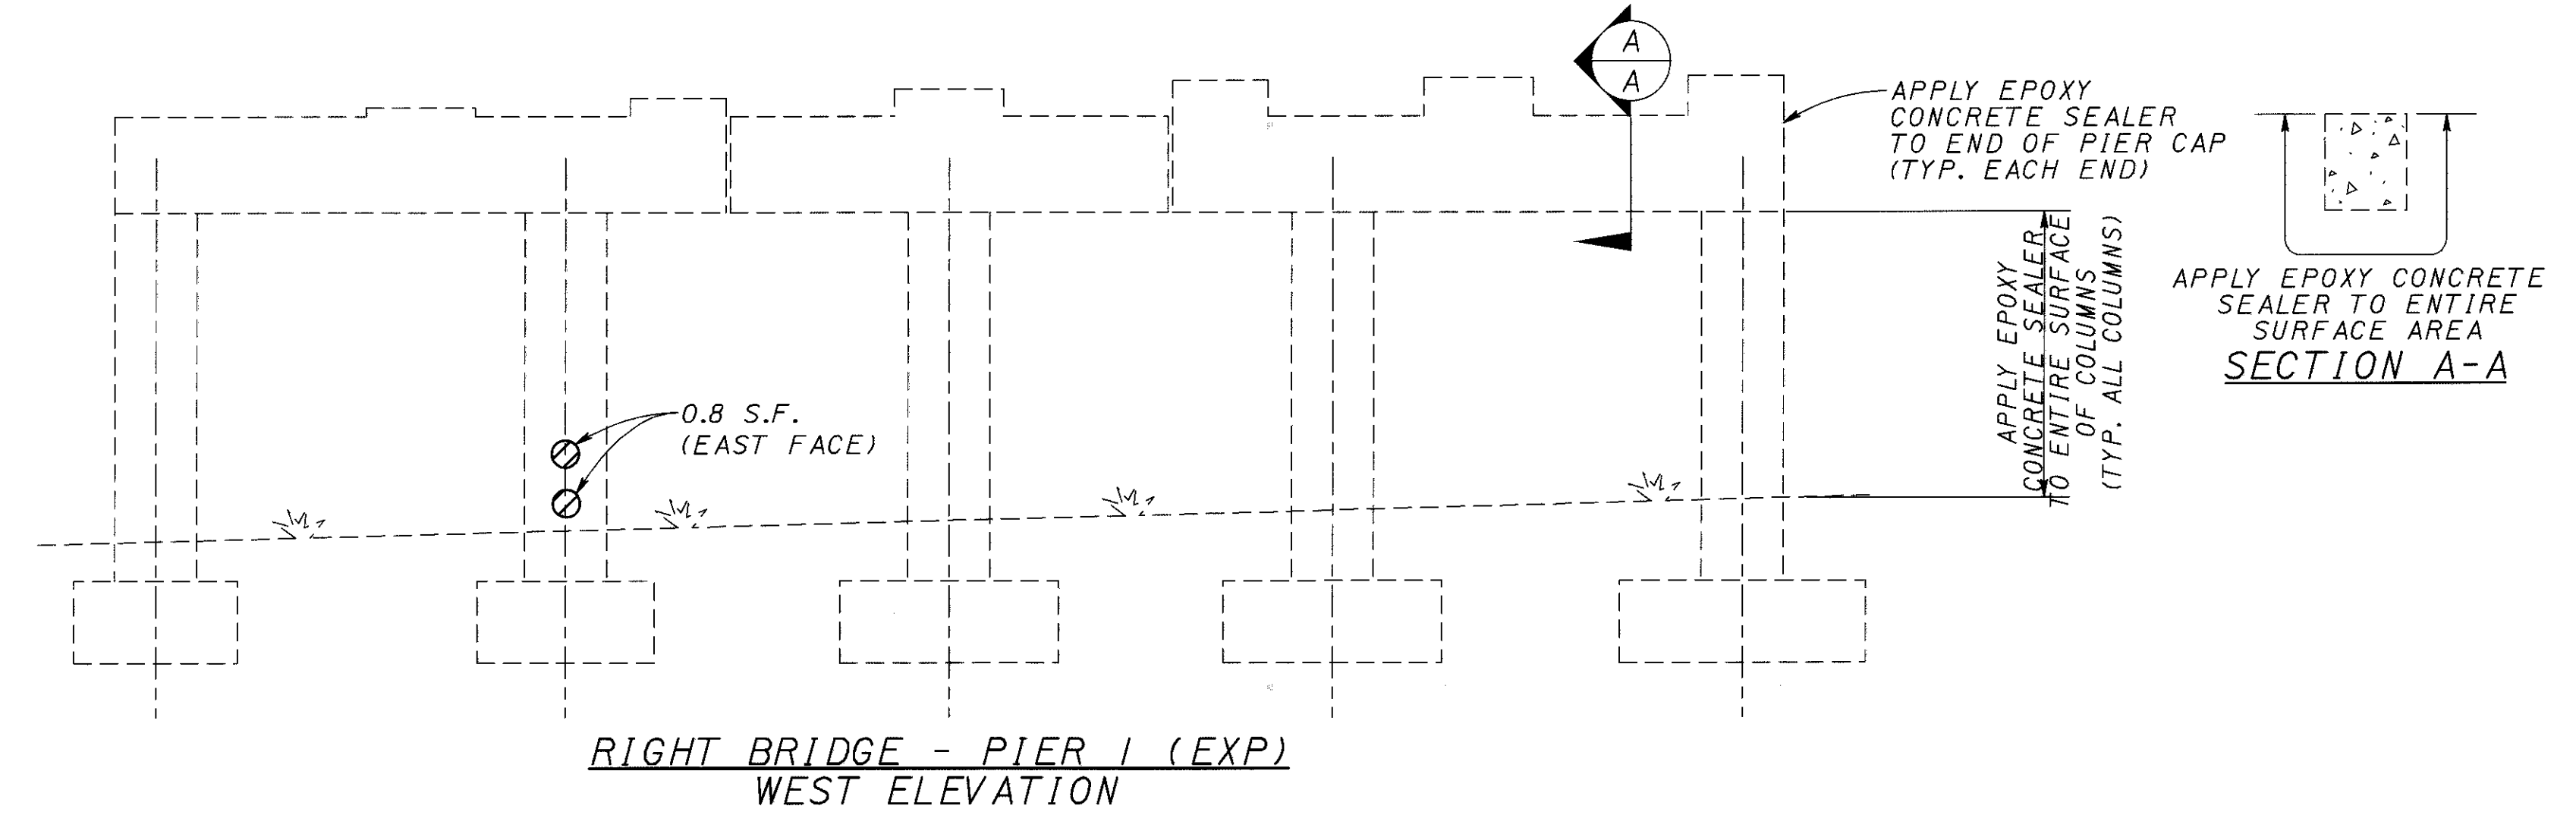 A
A
APPLY EPOXY
CONCRETE SEALER
TO END OF PIER CAP
(TYP. EACH END)
APPLY EPOXY
CONCRETE SEALER
TO ENTIRE SURFACE
OF COLUMNS
(TYP. ALL COLUMNS)
APPLY EPOXY CONCRETE
SEALER TO ENTIRE
SURFACE AREA
SECTION A-A
0.8 S.F.
(EAST FACE)
RIGHT BRIDGE - PIER 1 (EXP)
WEST ELEVATION